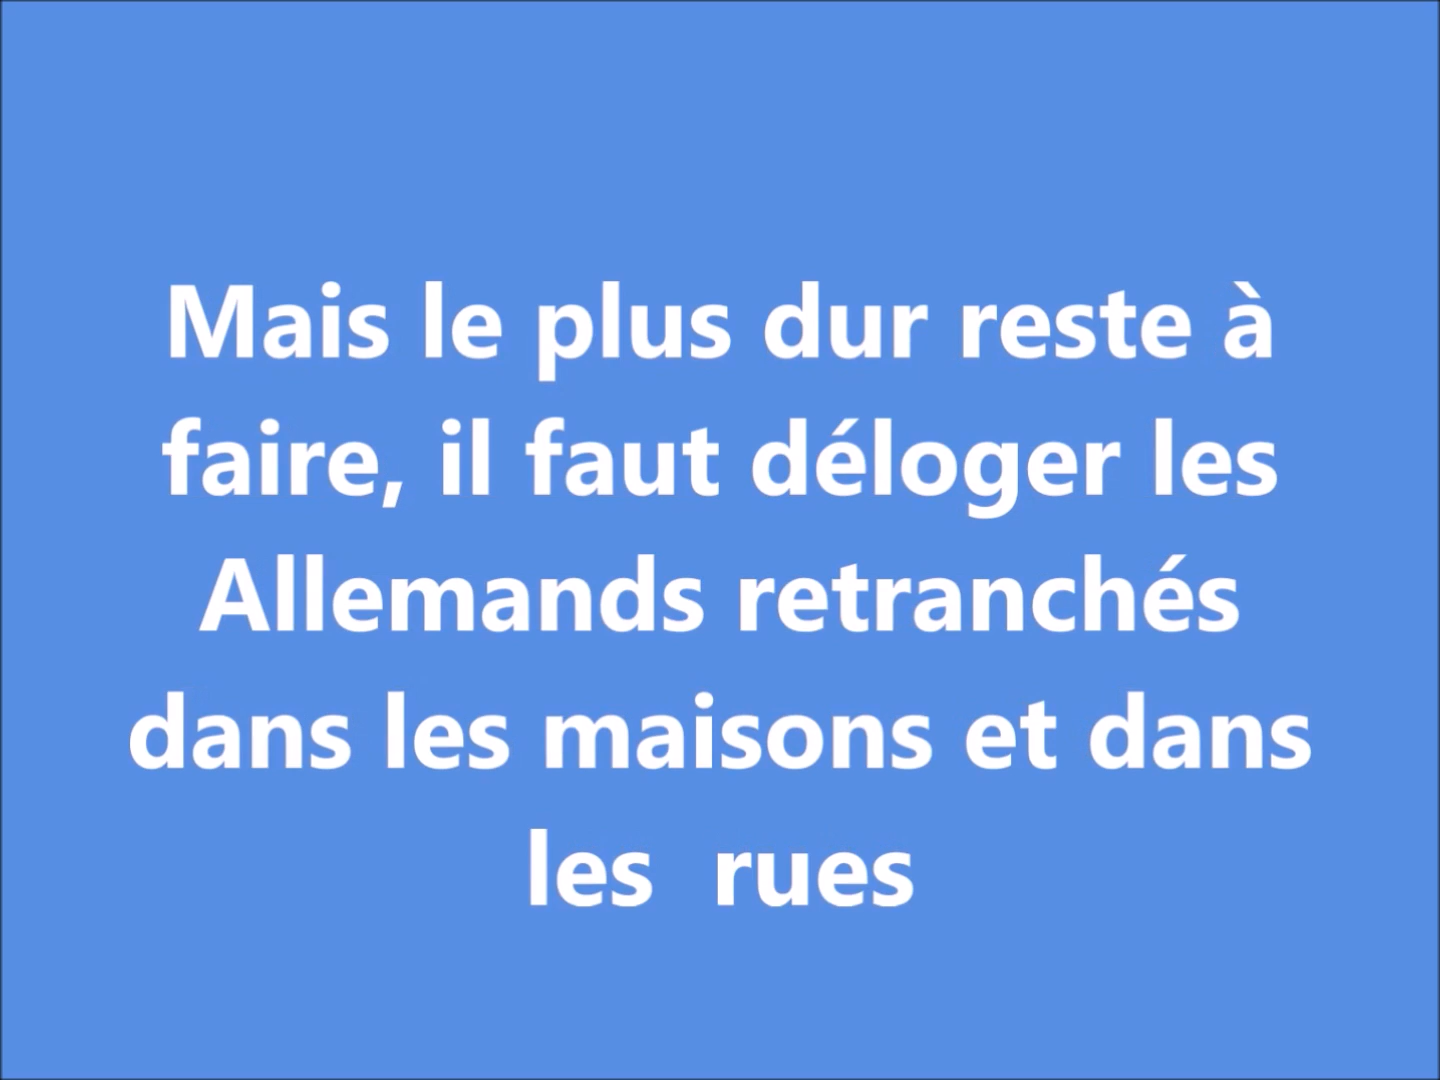 Mais le plus dur reste à
faire, il faut déloger les
Allemands retranchés
dans les maisons et dans
les  rues